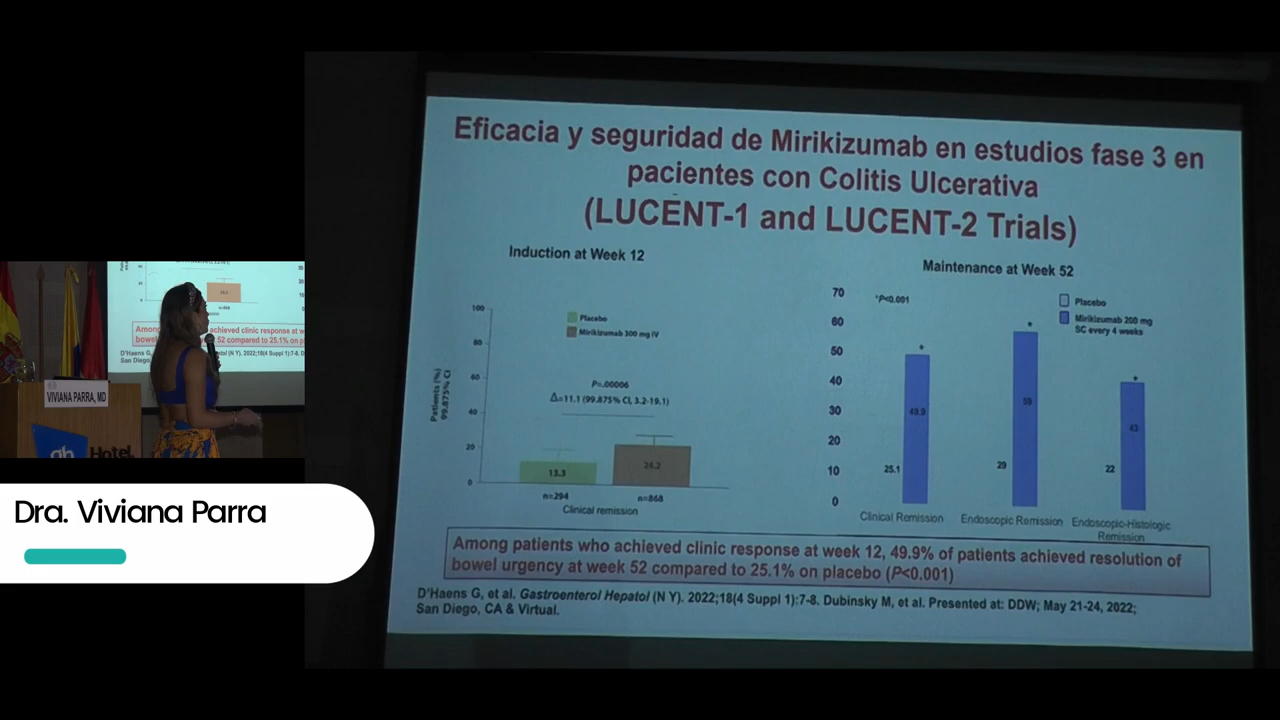 Eficacia y seguridad de Mirikizumab en estudios fase 3 en
pacientes con Colitis Ulcerativa
(LUCENT-1 and LUCENT-2 Trials)
Induction at Week 12
100
80
60
40
20
0
Patients (%)
99.875% CI
Placebo
Mirikizumab 300 mg IV
P=.00006
Δ=11.1 (99.875% CI, 3.2-19.1)
13.3
24.2
n=294
n=868
Clinical remission
Maintenance at Week 52
70
60
50
40
30
20
10
0
*P<0.001
Placebo
Mirikizumab 200 mg
SC every 4 weeks
*
*
*
25.1
49.9
29
59
22
43
Clinical Remission
Endoscopic Remission
Endoscopic-Histologic
Remission
Among patients who achieved clinic response at week 12, 49.9% of patients achieved resolution of
bowel urgency at week 52 compared to 25.1% on placebo (P<0.001)
D'Haens G, et al. Gastroenterol Hepatol (N Y). 2022;18(4 Suppl 1):7-8. Dubinsky M, et al. Presented at: DDW; May 21-24, 2022;
San Diego, CA & Virtual.
VIVIANA PARRA, MD
gh
Hotel
Dra. Viviana Parra